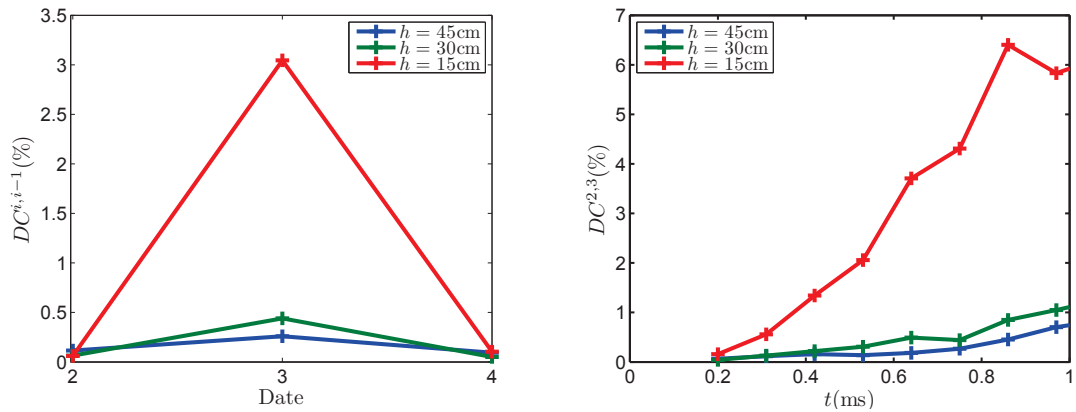 3.5
3
2.5
2
1.5
1
0.5
0
DC^{i,i−1}(%)
2
3
4
Date
h = 45cm
h = 30cm
h = 15cm
7
6
5
4
3
2
1
0
DC^{2,3}(%)
0
0.2
0.4
0.6
0.8
1
t(ms)
h = 45cm
h = 30cm
h = 15cm